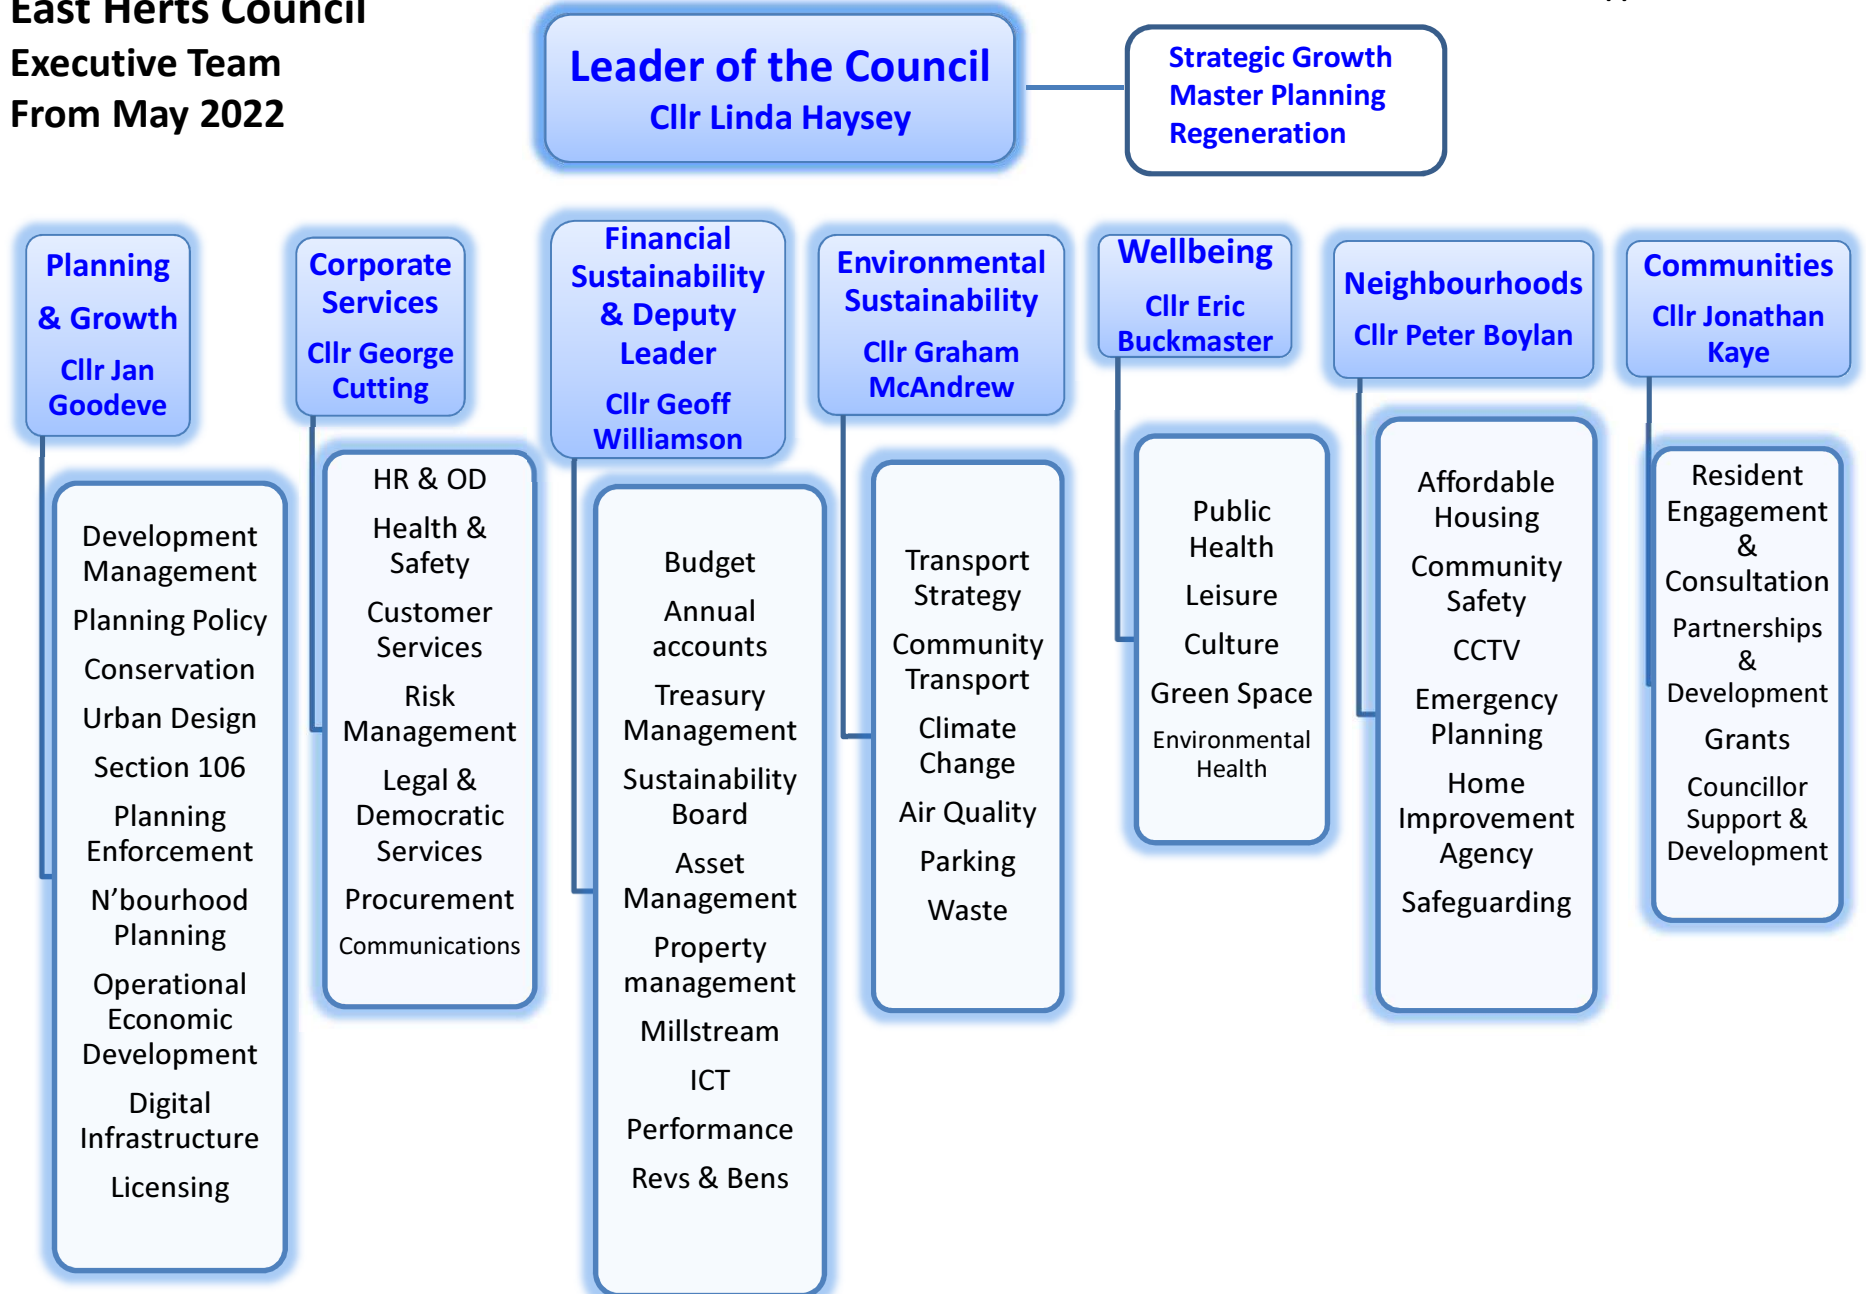 East Herts Council
Executive Team
From May 2022
Leader of the Council
Cllr Linda Haysey
Strategic Growth
Master Planning
Regeneration
Planning
& Growth
Cllr Jan
Goodeve
Development
Management
Planning Policy
Conservation
Urban Design
Section 106
Planning
Enforcement
N’bourhood
Planning
Operational
Economic
Development
Digital
Infrastructure
Licensing
Corporate
Services
Cllr George
Cutting
HR & OD
Health &
Safety
Customer
Services
Risk
Management
Legal &
Democratic
Services
Procurement
Communications
Financial
Sustainability
& Deputy
Leader
Cllr Geoff
Williamson
Budget
Annual
accounts
Treasury
Management
Sustainability
Board
Asset
Management
Property
management
Millstream
ICT
Performance
Revs & Bens
Environmental
Sustainability
Cllr Graham
McAndrew
Transport
Strategy
Community
Transport
Climate
Change
Air Quality
Parking
Waste
Wellbeing
Cllr Eric
Buckmaster
Public
Health
Leisure
Culture
Green Space
Environmental
Health
Neighbourhoods
Cllr Peter Boylan
Affordable
Housing
Community
Safety
CCTV
Emergency
Planning
Home
Improvement
Agency
Safeguarding
Communities
Cllr Jonathan
Kaye
Resident
Engagement
&
Consultation
Partnerships
&
Development
Grants
Councillor
Support &
Development